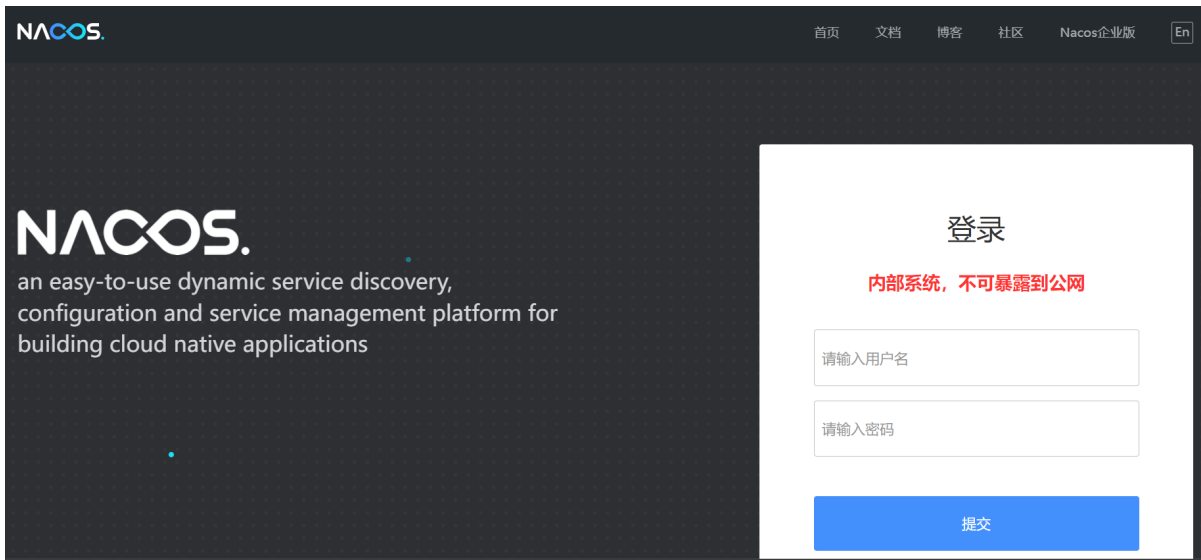 NACOS.
首页 文档 博客 社区 Nacos企业版 En
NACOS.
an easy-to-use dynamic service discovery,
configuration and service management platform for
building cloud native applications
登录
内部系统，不可暴露到公网
请输入用户名
请输入密码
提交